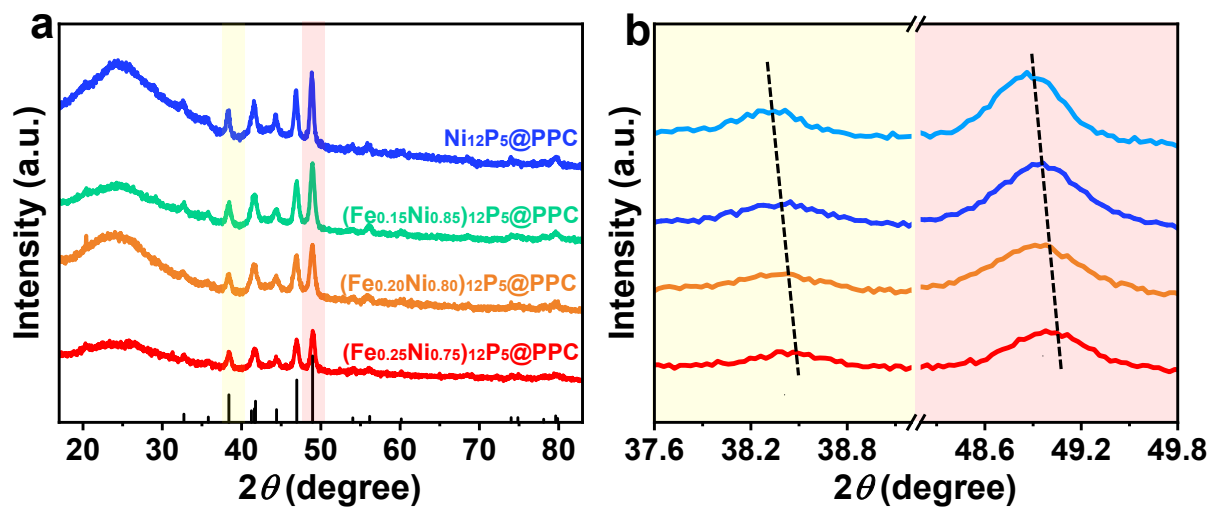 a
Intensity (a.u.)
Ni12P5@PPC
(Fe0.15Ni0.85)12P5@PPC
(Fe0.20Ni0.80)12P5@PPC
(Fe0.25Ni0.75)12P5@PPC
20 30 40 50 60 70 80
2θ (degree)
b
Intensity (a.u.)
37.6 38.2 38.8 48.6 49.2 49.8
2θ (degree)